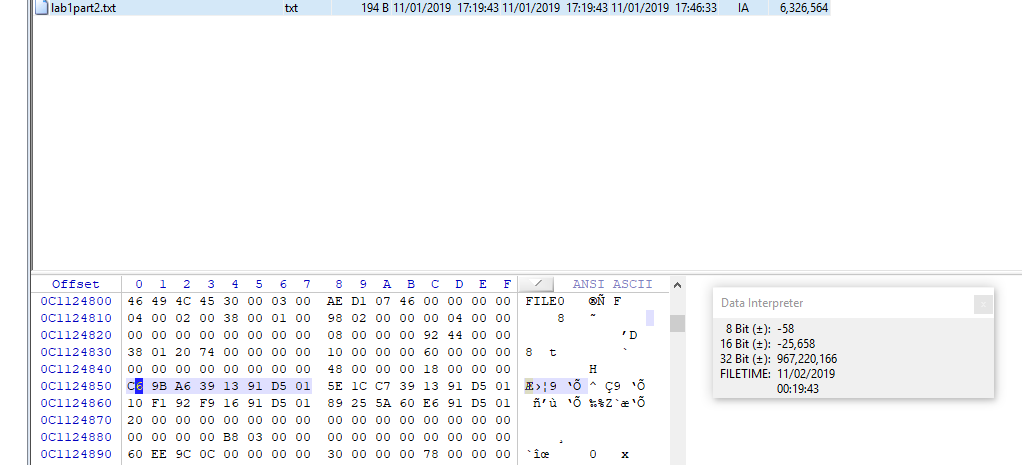 lab1part2.txt txt 194 B 11/01/2019 17:19:43 11/01/2019 17:19:43 11/01/2019 17:46:33 IA 6,326,564
Offset 0 1 2 3 4 5 6 7 8 9 A B C D E F ANSI ASCII
0C1124800 46 49 4C 45 30 00 03 00 AE D1 07 46 00 00 00 00 FILE0 ®Ñ F
0C1124810 04 00 02 00 38 00 01 00 98 02 00 00 00 04 00 00 8 ˜
0C1124820 00 00 00 00 00 00 00 00 08 00 00 00 92 44 00 00 ’D
0C1124830 38 01 20 74 00 00 00 00 10 00 00 00 60 00 00 00 8 t `
0C1124840 00 00 00 00 00 00 00 00 48 00 00 00 18 00 00 00 H
0C1124850 C6 9B A6 39 13 91 D5 01 5E 1C C7 39 13 91 D5 01 Æ›¦9 ‘Õ ^ Ç9 ‘Õ
0C1124860 10 F1 92 F9 16 91 D5 01 89 25 5A 60 E6 91 D5 01 ñ’ù ‘Õ ‰%Z`æ‘Õ
0C1124870 20 00 00 00 00 00 00 00 00 00 00 00 00 00 00 00
0C1124880 00 00 00 00 B8 03 00 00 00 00 00 00 00 00 00 00 ¸
0C1124890 60 EE 9C 0C 00 00 00 00 30 00 00 00 78 00 00 00 `îœ 0 x
Data Interpreter
8 Bit (±): -58
16 Bit (±): -25,658
32 Bit (±): 967,220,166
FILETIME: 11/02/2019
00:19:43